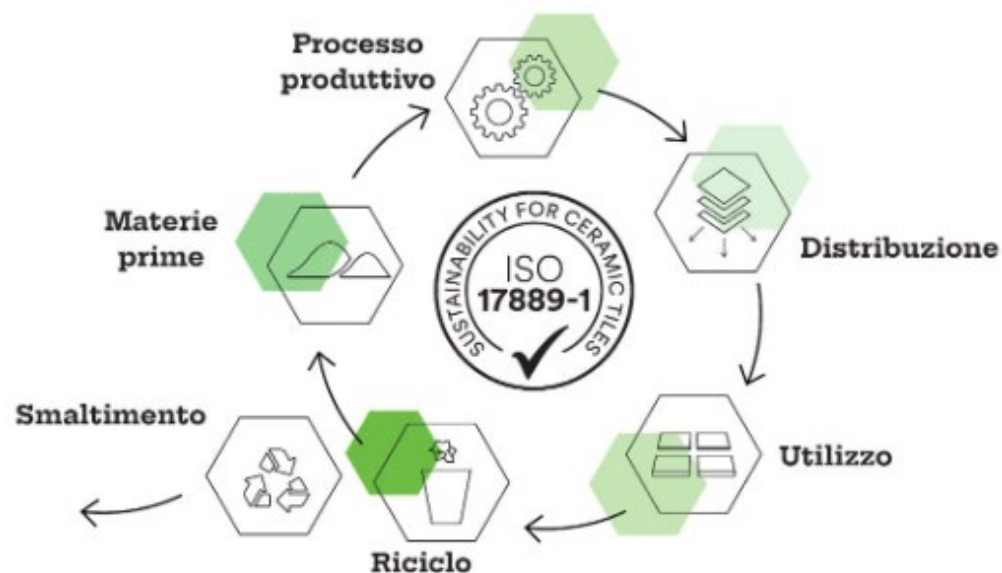 Processo
produttivo
Materie
prime
SUSTAINABILITY FOR CERAMIC TILES
ISO
17889-1
Distribuzione
Smaltimento
Utilizzo
Riciclo